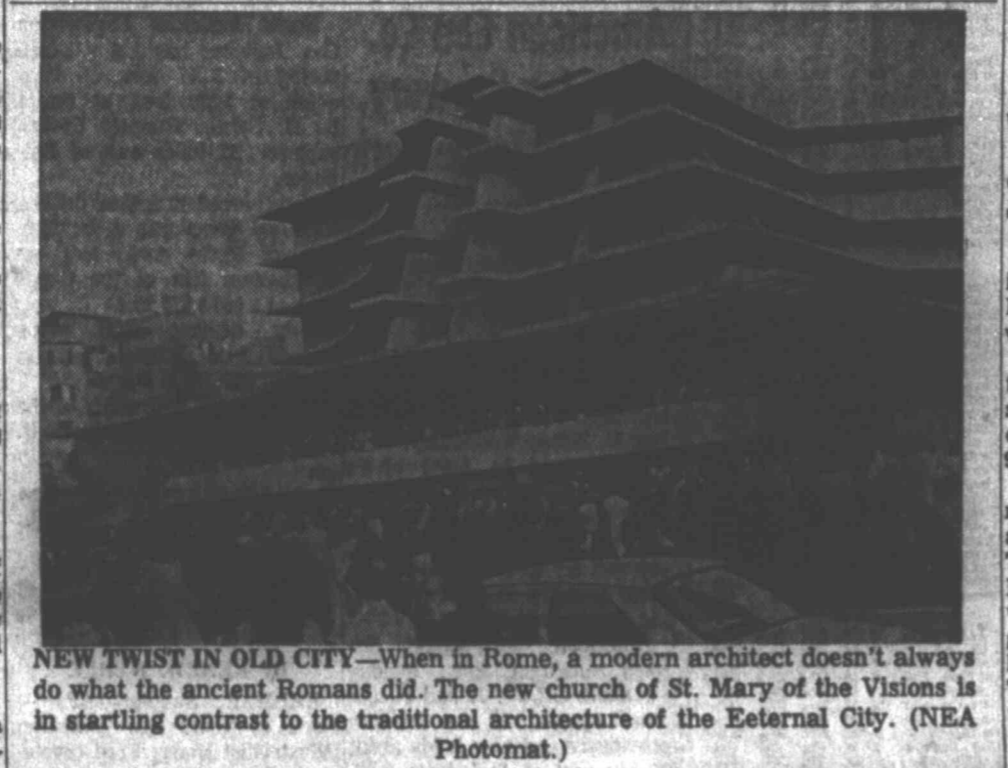 NEW TWIST IN OLD CITY—When in Rome, a modern architect doesn't always
do what the ancient Romans did. The new church of St. Mary of the Visions is
in startling contrast to the traditional architecture of the Eeternal City. (NEA
Photomat.)